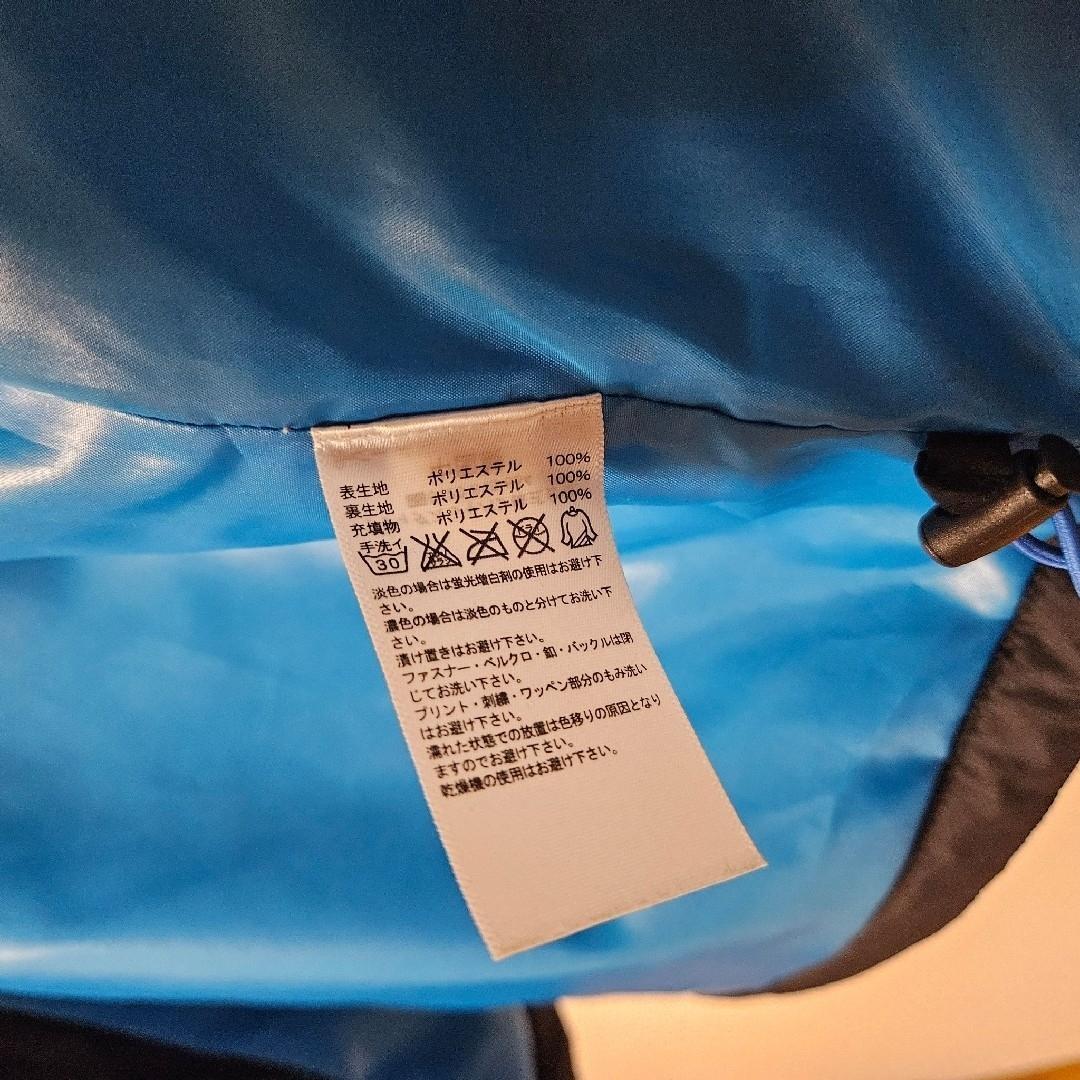 表生地 ポリエステル 100%
裏生地 ポリエステル 100%
充填物 ポリエステル 100%
手洗イ
30
淡色の場合は蛍光増白剤の使用はお避け下
さい。
濃色の場合は淡色のものと分けてお洗い下
さい。
漬け置きはお避け下さい。
ファスナー・ベルクロ・釦・バックルは閉
じてお洗い下さい。
プリント・刺繍・ワッペン部分のもみ洗い
はお避け下さい。
濡れた状態での放置は色移りの原因となり
ますのでお避け下さい。
乾燥機の使用はお避け下さい。